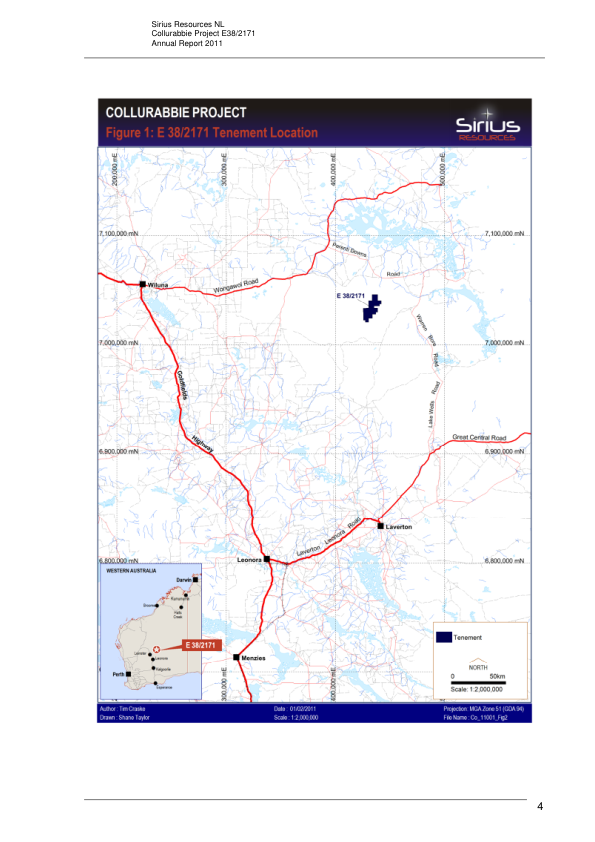 Sirius Resources NL
Collurabbie Project E38/2171
Annual Report 2011
COLLURABBIE PROJECT
Figure 1: E 38/2171 Tenement Location
Sirius
RESOURCES
200,000 mE
300,000 mE
400,000 mE
500,000 mE
7,100,000 mN
7,100,000 mN
Perenti Downs
Road
Wiluna
Wongawol Road
E 38/2171
Warren Bore Road
7,000,000 mN
7,000,000 mN
Goldfields
Highway
Lake Wells Road
Great Central Road
6,900,000 mN
6,900,000 mN
Laverton Leonora Road
Laverton
Leonora
6,800,000 mN
6,800,000 mN
WESTERN AUSTRALIA
Darwin
Kununurra
Broome
Halls
Creek
E 38/2171
Leinster
Leonora
Kalgoorlie
Perth
Esperance
Menzies
300,000 mE
400,000 mE
Tenement
NORTH
0 50km
Scale: 1:2,000,000
Author : Tim Craske
Drawn : Shane Taylor
Date : 01/02/2011
Scale : 1:2,000,000
Projection: MGA Zone 51 (GDA 94)
File Name : Co_11001_Fig2
4